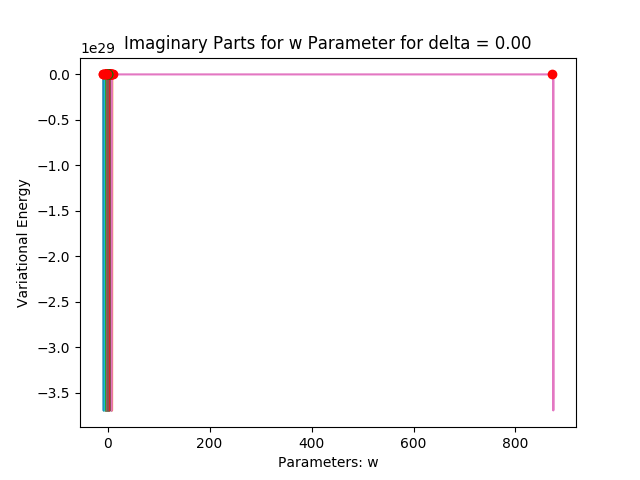 Imaginary Parts for w Parameter for delta = 0.00
1e29
0.0
−0.5
−1.0
−1.5
−2.0
−2.5
−3.0
−3.5
Variational Energy
0 200 400 600 800
Parameters: w